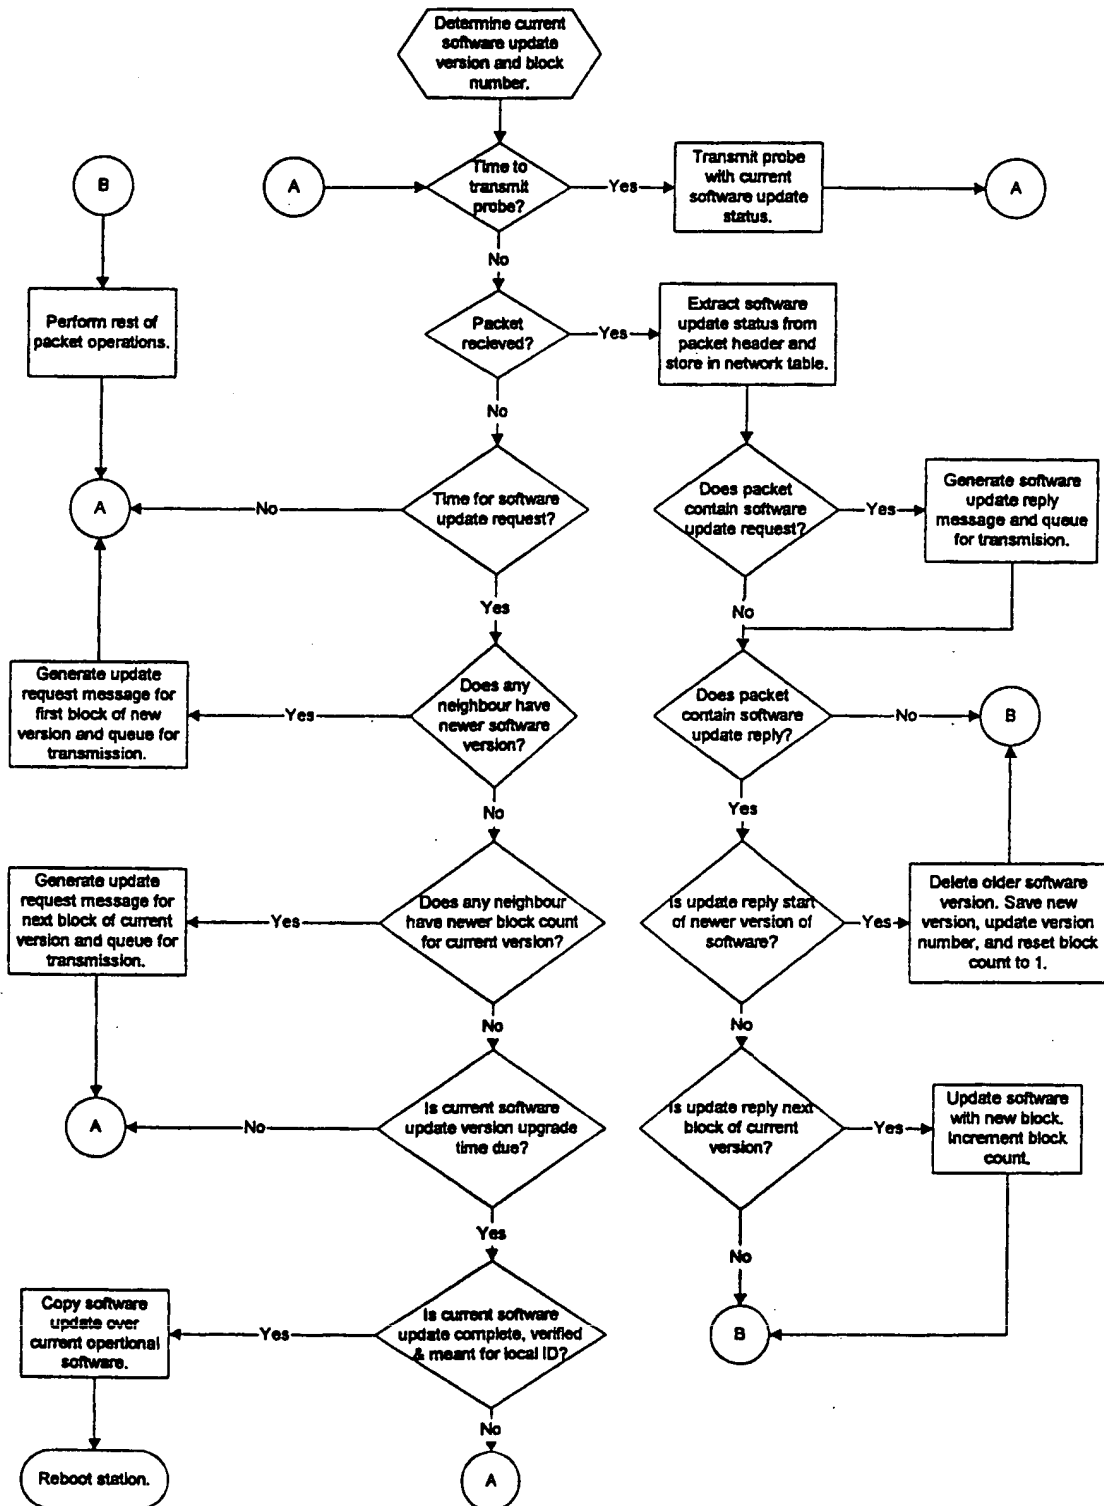 Determine current
software update
version and block
number.
B
A
Time to
transmit
probe?
Yes
Transmit probe
with current
software update
status.
A
No
Perform rest of
packet operations.
Packet
recieved?
Yes
Extract software
update status from
packet header and
store in network table.
No
A
No
Time for software
update request?
Does packet
contain software
update request?
Yes
Generate software
update reply
message and queue
for transmision.
Yes
No
Generate update
request message for
first block of new
version and queue for
transmission.
Yes
Does any
neighbour have
newer software
version?
Does packet
contain software
update reply?
No
B
No
Yes
Generate update
request message for
next block of current
version and queue for
transmission.
Yes
Does any neighbour
have newer block count
for current version?
Is update reply start
of newer version of
software?
Yes
Delete older software
version. Save new
version, update version
number, and reset block
count to 1.
No
No
A
No
Is current software
update version upgrade
time due?
Is update reply next
block of current
version?
Yes
Update software
with new block.
Increment block
count.
Yes
No
Copy software
update over
current opertional
software.
Yes
Is current software
update complete, verified
& meant for local ID?
B
No
Reboot station.
A